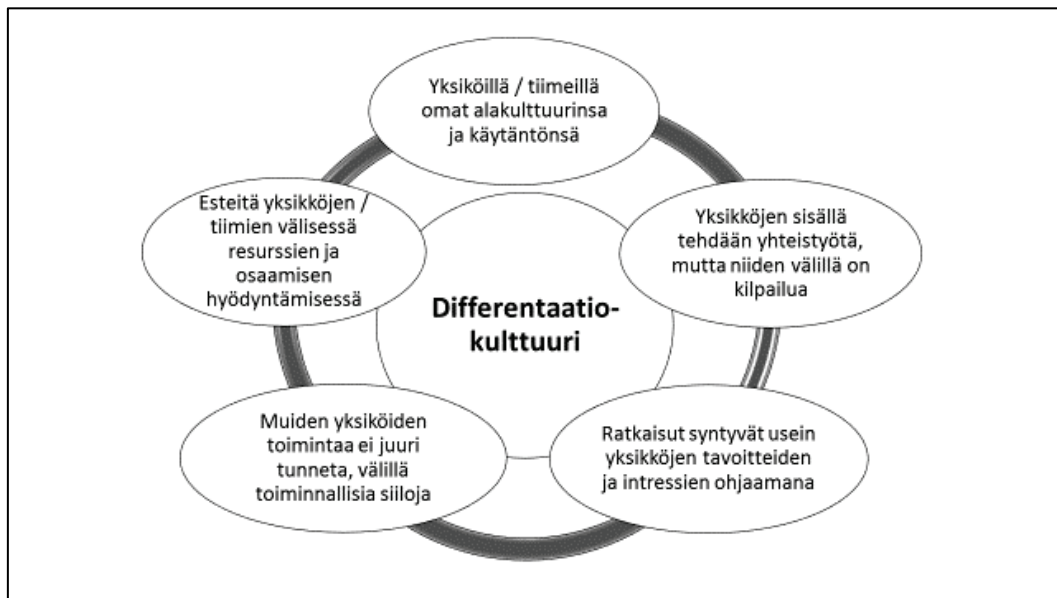 Yksiköillä / tiimeillä
omat alakulttuurinsa
ja käytäntönsä
Yksikköjen sisällä
tehdään yhteistyötä,
mutta niiden välillä on
kilpailua
Ratkaisut syntyvät usein
yksikköjen tavoitteiden
ja intressien ohjaamana
Muiden yksiköiden
toimintaa ei juuri
tunneta, välillä
toiminnallisia siiloja
Esteitä yksikköjen /
tiimien välisessä
resurssien ja
osaamisen
hyödyntämisessä
Differentaatio-
kulttuuri